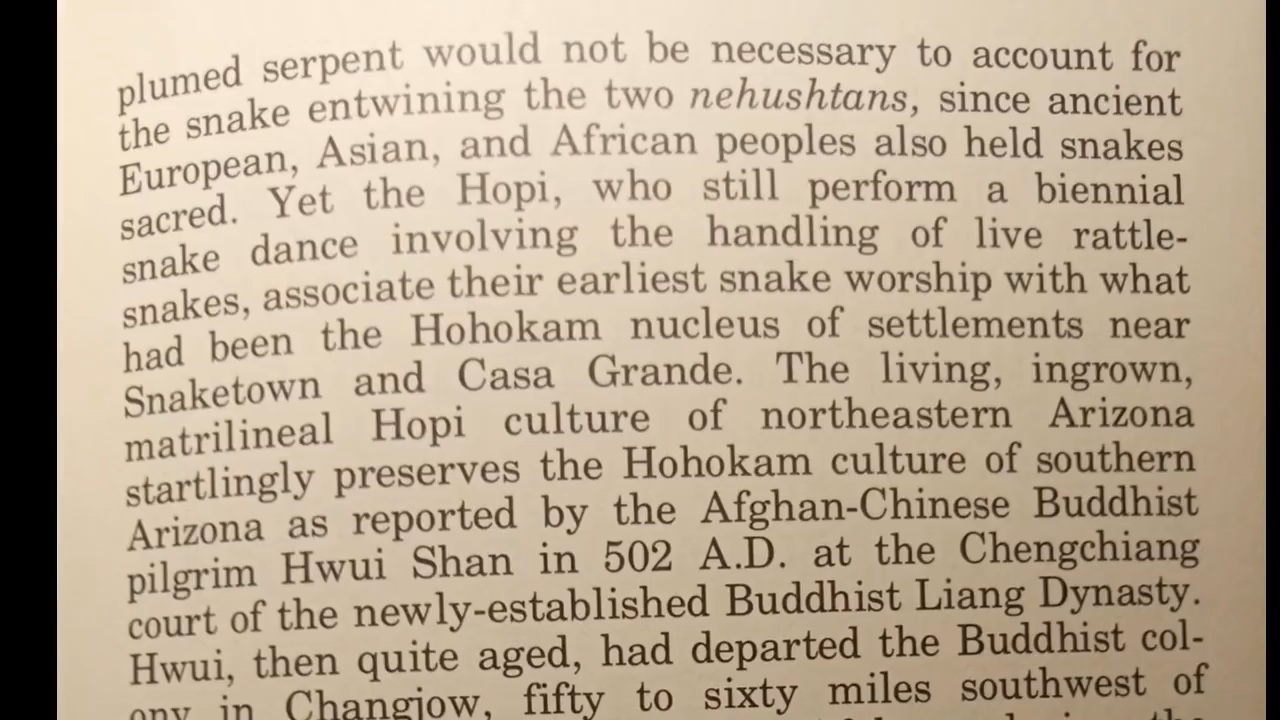 plumed serpent would not be necessary to account for
the snake entwining the two nehushtans, since ancient
European, Asian, and African peoples also held snakes
sacred. Yet the Hopi, who still perform a biennial
snake dance involving the handling of live rattle-
snakes, associate their earliest snake worship with what
had been the Hohokam nucleus of settlements near
Snaketown and Casa Grande. The living, ingrown,
matrilineal Hopi culture of northeastern Arizona
startlingly preserves the Hohokam culture of southern
Arizona as reported by the Afghan-Chinese Buddhist
pilgrim Hwui Shan in 502 A.D. at the Chengchiang
court of the newly-established Buddhist Liang Dynasty.
Hwui, then quite aged, had departed the Buddhist col-
ony in Changjow, fifty to sixty miles southwest of